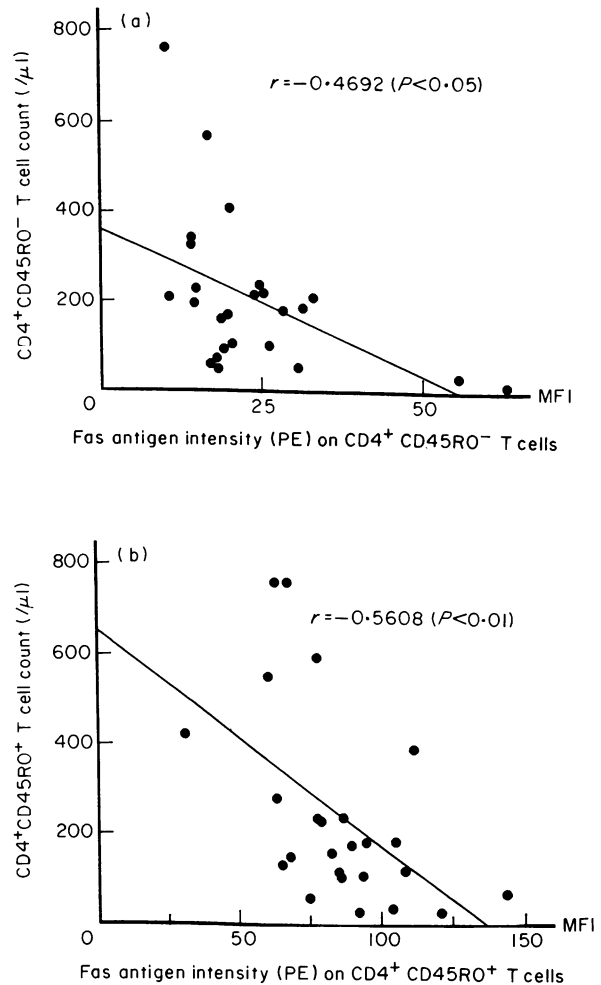 (a)
800
600
400
200
0
25
50
MFI
r=-0·4692 (P<0·05)
CD4⁺CD45RO⁻ T cell count (/μl)
Fas antigen intensity (PE) on CD4⁺ CD45RO⁻ T cells
(b)
800
600
400
200
0
50
100
150
MFI
r=-0·5608 (P<0·01)
CD4⁺CD45RO⁺ T cell count (/μl)
Fas antigen intensity (PE) on CD4⁺ CD45RO⁺ T cells